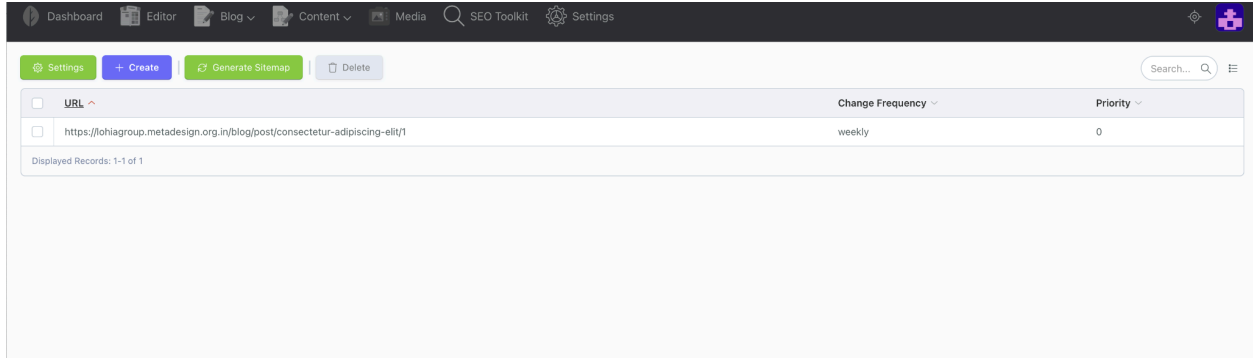 Dashboard Editor Blog Content Media SEO Toolkit Settings
Settings + Create Generate Sitemap Delete Search...
URL Change Frequency Priority
https://lohiagroup.metadesign.org.in/blog/post/consectetur-adipiscing-elit/1 weekly 0
Displayed Records: 1-1 of 1